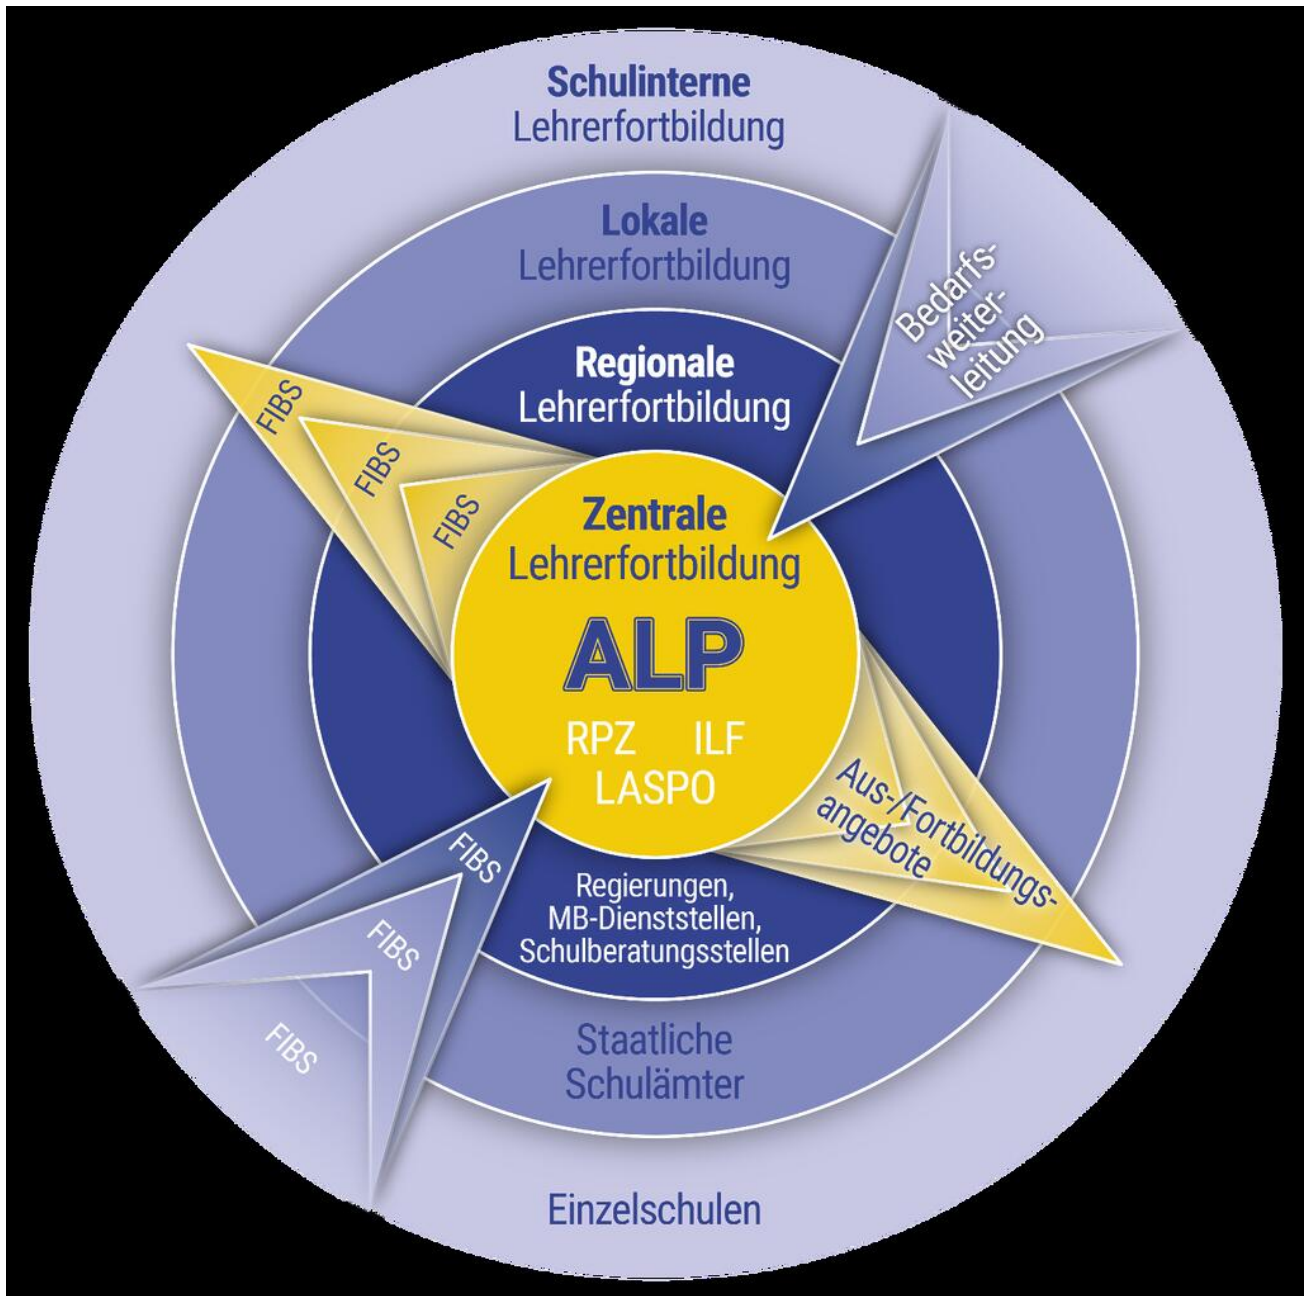 Schulinterne
Lehrerfortbildung
Lokale
Lehrerfortbildung
Bedarfs-
weiter-
leitung
Regionale
Lehrerfortbildung
FIBS
FIBS
FIBS
Zentrale
Lehrerfortbildung
ALP
RPZ ILF
LASPO
Aus-/Fortbildungs-
angebote
FIBS
FIBS
FIBS
Regierungen,
MB-Dienststellen,
Schulberatungsstellen
Staatliche
Schulämter
Einzelschulen